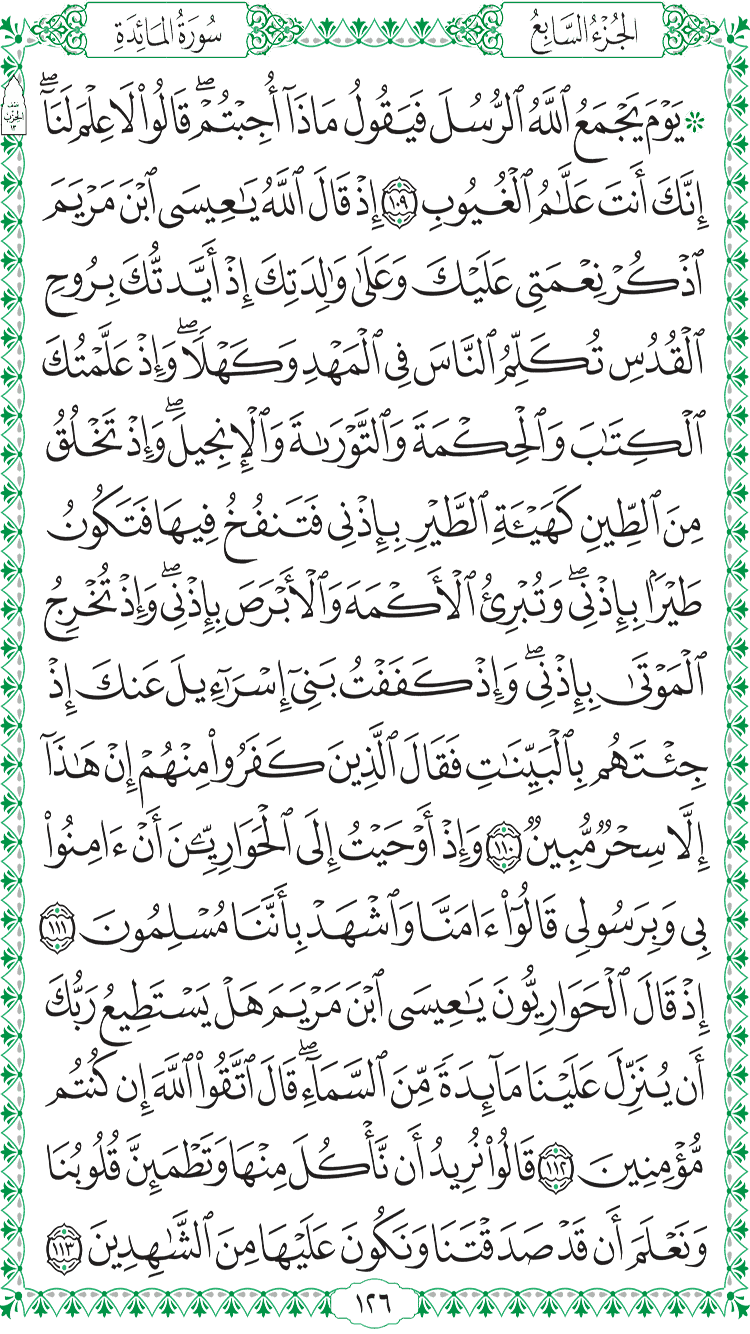 الجُزْءُ السَّابِعُ
سُورَةُ المَائِدَةِ
نصف الحزب ١٣
۞ يَوْمَ يَجْمَعُ ٱللَّهُ ٱلرُّسُلَ فَيَقُولُ مَاذَآ أُجِبْتُمْۖ قَالُوا۟ لَا عِلْمَ لَنَآۖ
إِنَّكَ أَنتَ عَلَّٰمُ ٱلْغُيُوبِ ١٠٩ إِذْ قَالَ ٱللَّهُ يَٰعِيسَى ٱبْنَ مَرْيَمَ
ٱذْكُرْ نِعْمَتِى عَلَيْكَ وَعَلَىٰ وَٰلِدَتِكَ إِذْ أَيَّدتُّكَ بِرُوحِ
ٱلْقُدُسِ تُكَلِّمُ ٱلنَّاسَ فِى ٱلْمَهْدِ وَكَهْلًاۖ وَإِذْ عَلَّمْتُكَ
ٱلْكِتَٰبَ وَٱلْحِكْمَةَ وَٱلتَّوْرَىٰةَ وَٱلْإِنجِيلَۖ وَإِذْ تَخْلُقُ
مِنَ ٱلطِّينِ كَهَيْـَٔةِ ٱلطَّيْرِ بِإِذْنِى فَتَنفُخُ فِيهَا فَتَكُونُ
طَيْرًۢا بِإِذْنِىۖ وَتُبْرِئُ ٱلْأَكْمَهَ وَٱلْأَبْرَصَ بِإِذْنِىۖ وَإِذْ تُخْرِجُ
ٱلْمَوْتَىٰ بِإِذْنِىۖ وَإِذْ كَفَفْتُ بَنِىٓ إِسْرَٰٓءِيلَ عَنكَ إِذْ
جِئْتَهُم بِٱلْبَيِّنَٰتِ فَقَالَ ٱلَّذِينَ كَفَرُوا۟ مِنْهُمْ إِنْ هَٰذَآ
إِلَّا سِحْرٌ مُّبِينٌ ١١٠ وَإِذْ أَوْحَيْتُ إِلَى ٱلْحَوَارِيِّـۧنَ أَنْ ءَامِنُوا۟
بِى وَبِرَسُولِى قَالُوٓا۟ ءَامَنَّا وَٱشْهَدْ بِأَنَّنَا مُسْلِمُونَ ١١١
إِذْ قَالَ ٱلْحَوَارِيُّونَ يَٰعِيسَى ٱبْنَ مَرْيَمَ هَلْ يَسْتَطِيعُ رَبُّكَ
أَن يُنَزِّلَ عَلَيْنَا مَآئِدَةً مِّنَ ٱلسَّمَآءِۖ قَالَ ٱتَّقُوا۟ ٱللَّهَ إِن كُنتُم
مُّؤْمِنِينَ ١١٢ قَالُوا۟ نُرِيدُ أَن نَّأْكُلَ مِنْهَا وَتَطْمَئِنَّ قُلُوبُنَا
وَنَعْلَمَ أَن قَدْ صَدَقْتَنَا وَنَكُونَ عَلَيْهَا مِنَ ٱلشَّٰهِدِينَ ١١٣
١٢٦